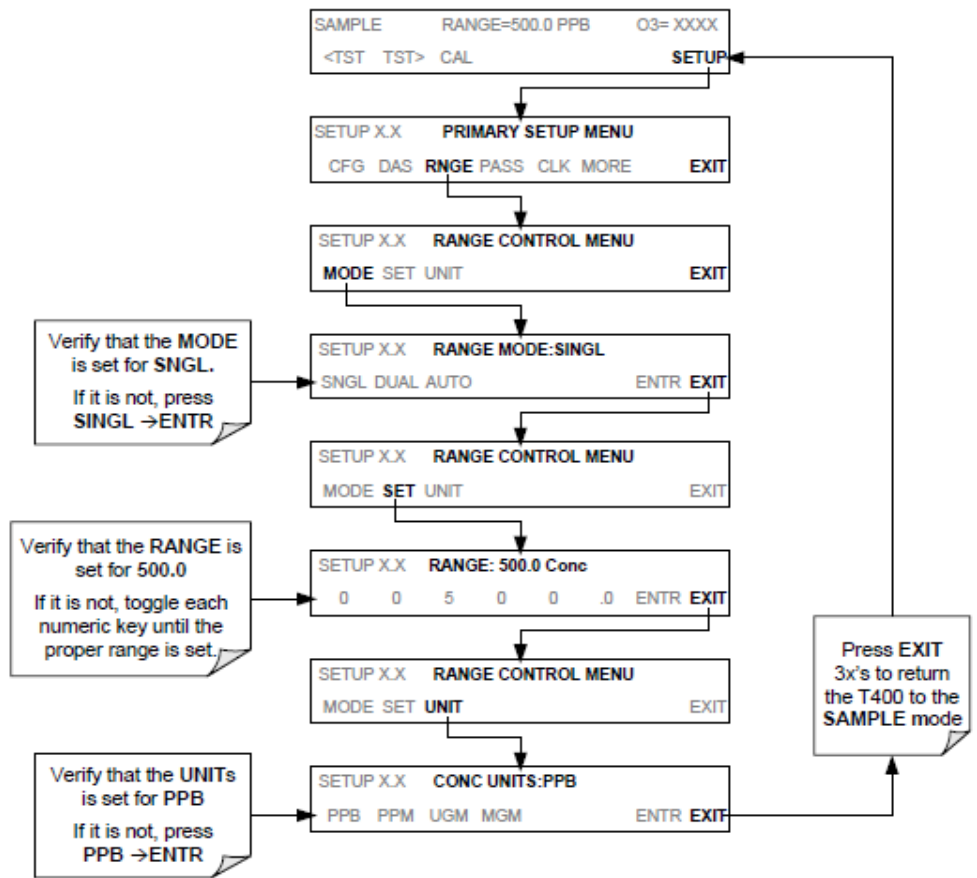 SAMPLE RANGE=500.0 PPB O3= XXXX
<TST TST> CAL SETUP
SETUP X.X PRIMARY SETUP MENU
CFG DAS RNGE PASS CLK MORE EXIT
SETUP X.X RANGE CONTROL MENU
MODE SET UNIT EXIT
Verify that the MODE
is set for SNGL.
If it is not, press
SINGL →ENTR
SETUP X.X RANGE MODE:SINGL
SNGL DUAL AUTO ENTR EXIT
SETUP X.X RANGE CONTROL MENU
MODE SET UNIT EXIT
Verify that the RANGE is
set for 500.0
If it is not, toggle each
numeric key until the
proper range is set.
SETUP X.X RANGE: 500.0 Conc
0 0 5 0 0 .0 ENTR EXIT
SETUP X.X RANGE CONTROL MENU
MODE SET UNIT EXIT
Press EXIT
3x's to return
the T400 to the
SAMPLE mode
Verify that the UNITs
is set for PPB
If it is not, press
PPB →ENTR
SETUP X.X CONC UNITS:PPB
PPB PPM UGM MGM ENTR EXIT